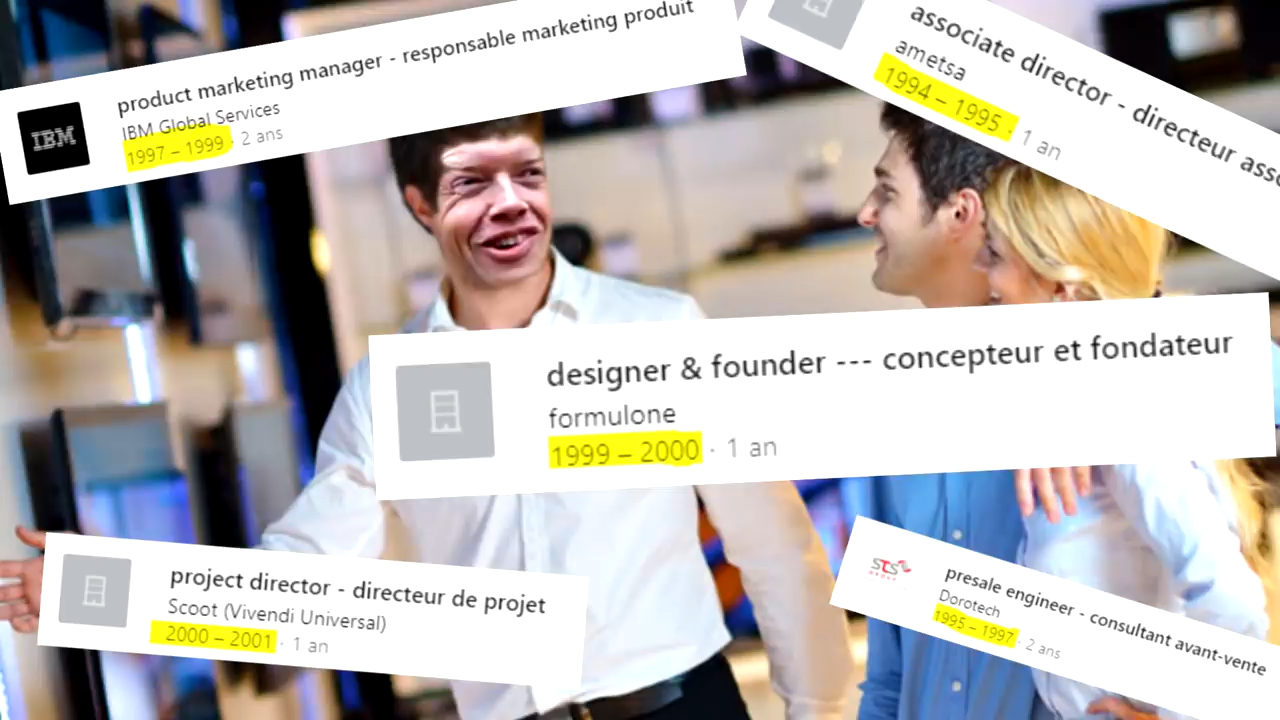 product marketing manager - responsable marketing produit
IBM
IBM Global Services
1997 – 1999 · 2 ans
associate director - directeur
ametsa
1994 – 1995 · 1 an
designer & founder --- concepteur et fondateur
formulone
1999 – 2000 · 1 an
project director - directeur de projet
Scoot (Vivendi Universal)
2000 – 2001 · 1 an
STS
presale engineer - consultant avant-vente
Dorotech
1995 – 1997 · 2 ans